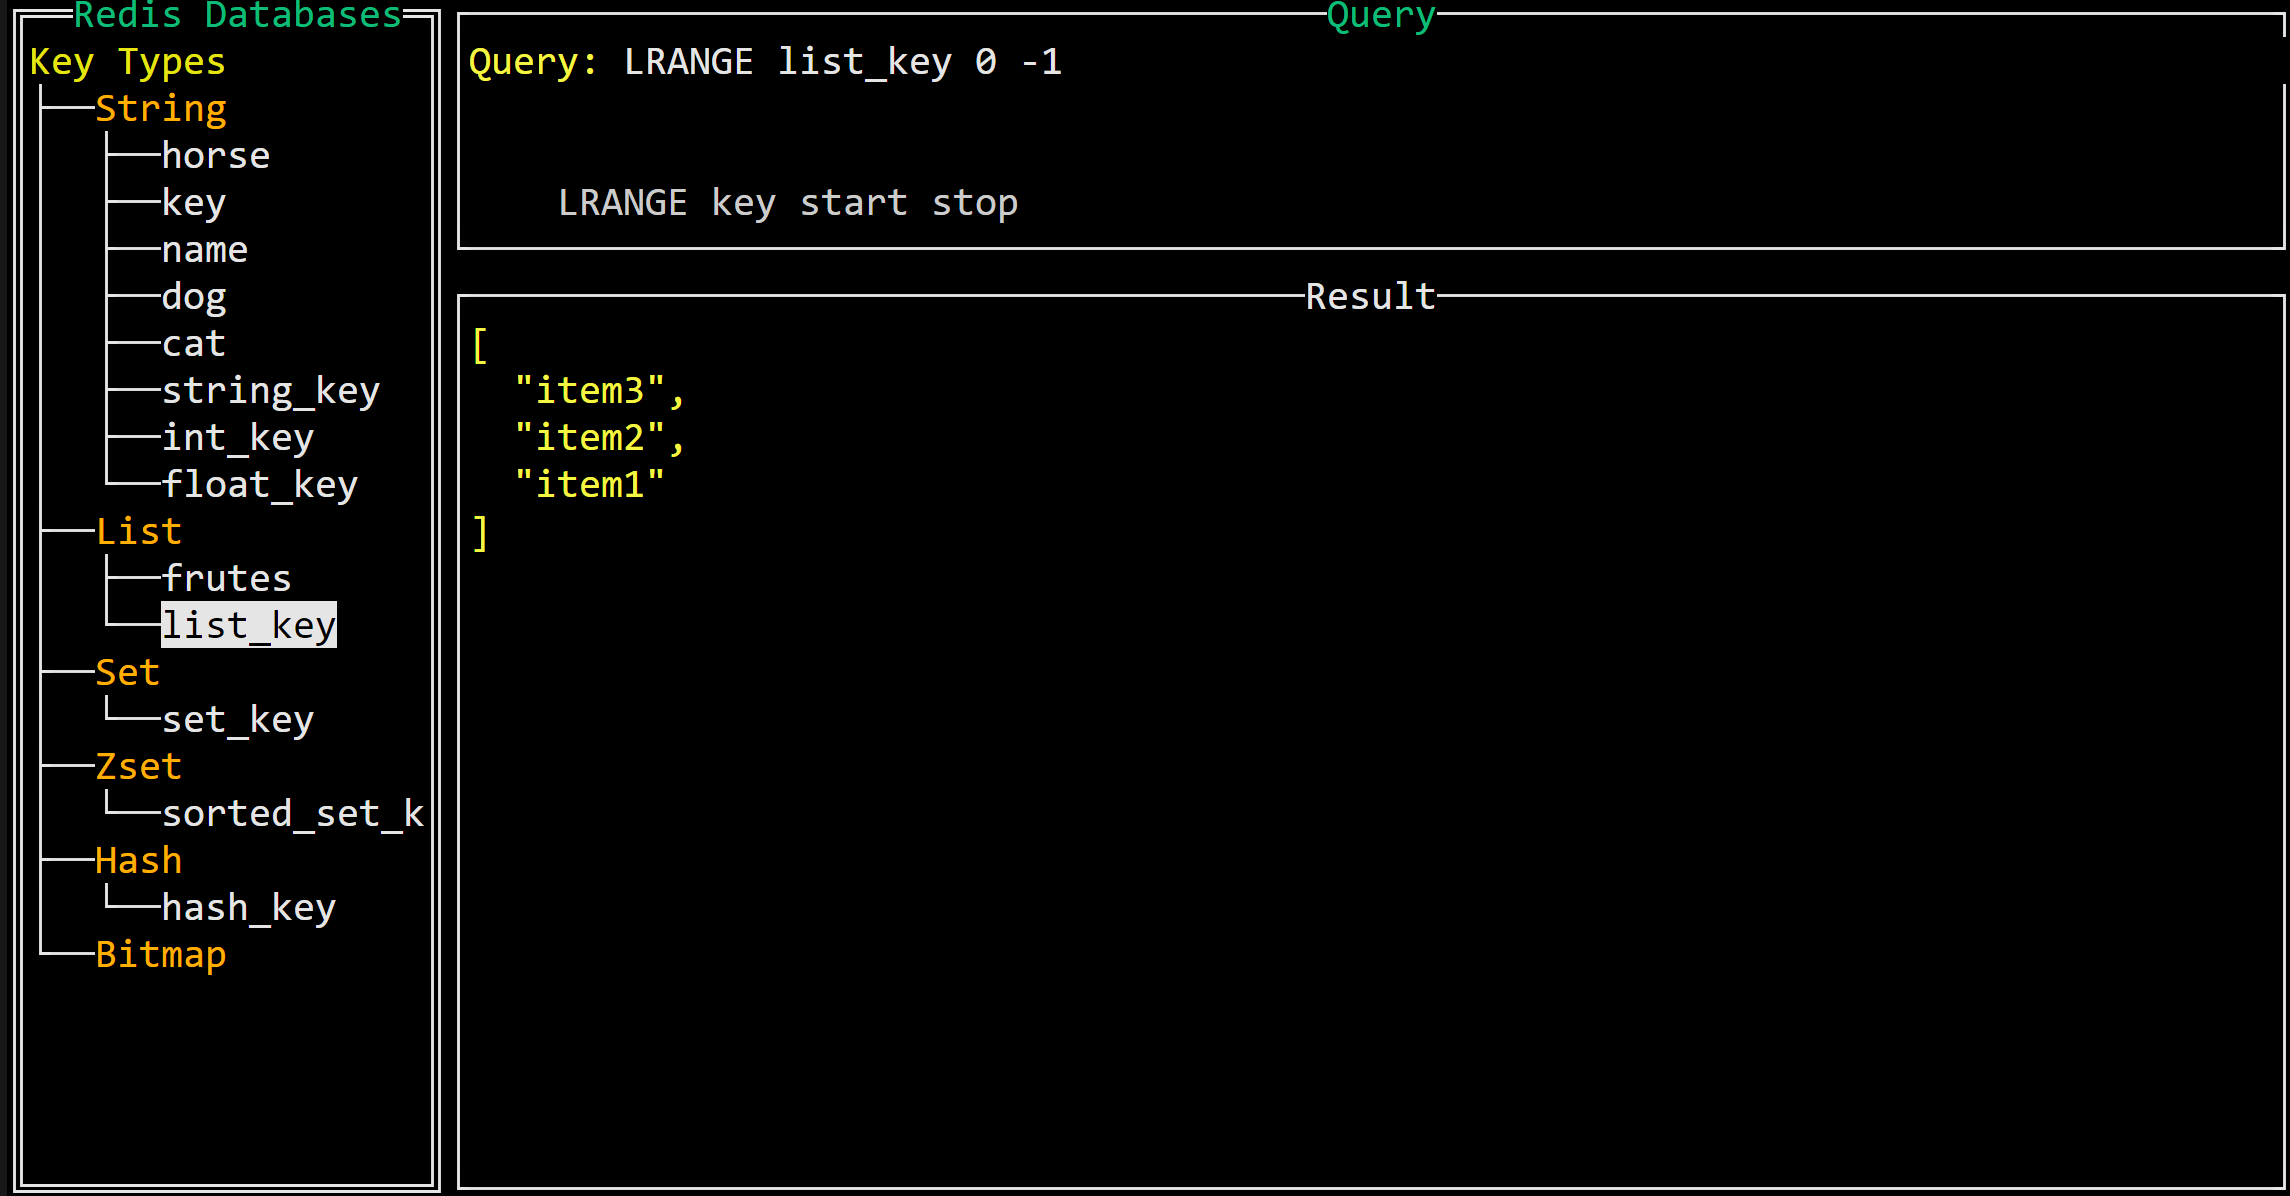 Redis Databases
Key Types
String
horse
key
name
dog
cat
string_key
int_key
float_key
List
frutes
list_key
Set
set_key
Zset
sorted_set_k
Hash
hash_key
Bitmap
Query
Query: LRANGE list_key 0 -1
LRANGE key start stop
Result
[
"item3",
"item2",
"item1"
]